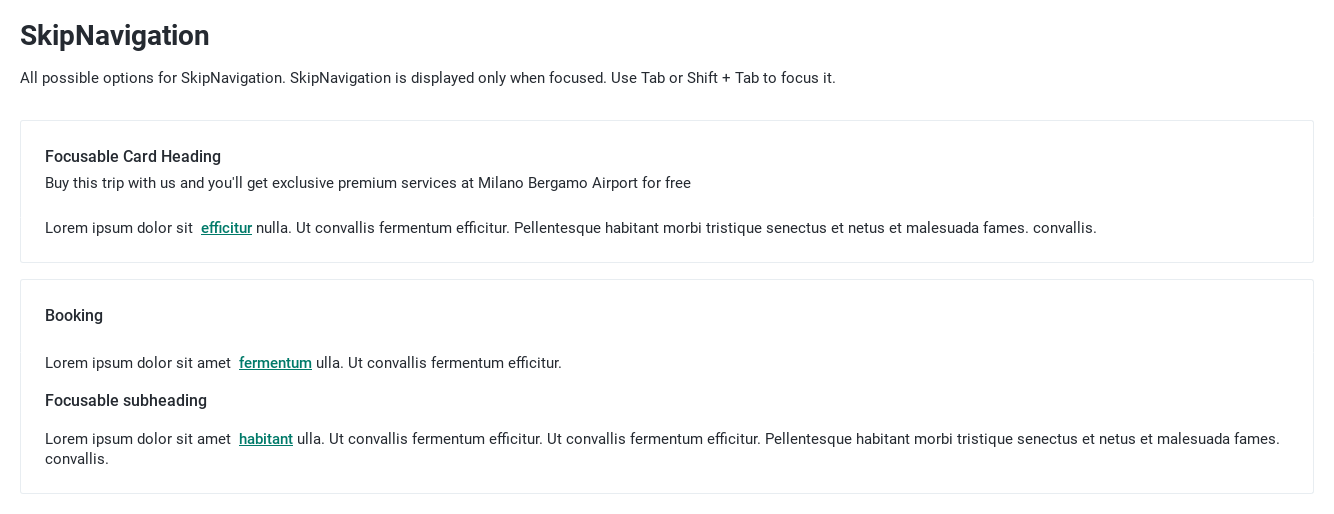 SkipNavigation
All possible options for SkipNavigation. SkipNavigation is displayed only when focused. Use Tab or Shift + Tab to focus it.
Focusable Card Heading
Buy this trip with us and you'll get exclusive premium services at Milano Bergamo Airport for free
Lorem ipsum dolor sit efficitur nulla. Ut convallis fermentum efficitur. Pellentesque habitant morbi tristique senectus et netus et malesuada fames. convallis.
Booking
Lorem ipsum dolor sit amet fermentum ulla. Ut convallis fermentum efficitur.
Focusable subheading
Lorem ipsum dolor sit amet habitant ulla. Ut convallis fermentum efficitur. Ut convallis fermentum efficitur. Pellentesque habitant morbi tristique senectus et netus et malesuada fames.
convallis.